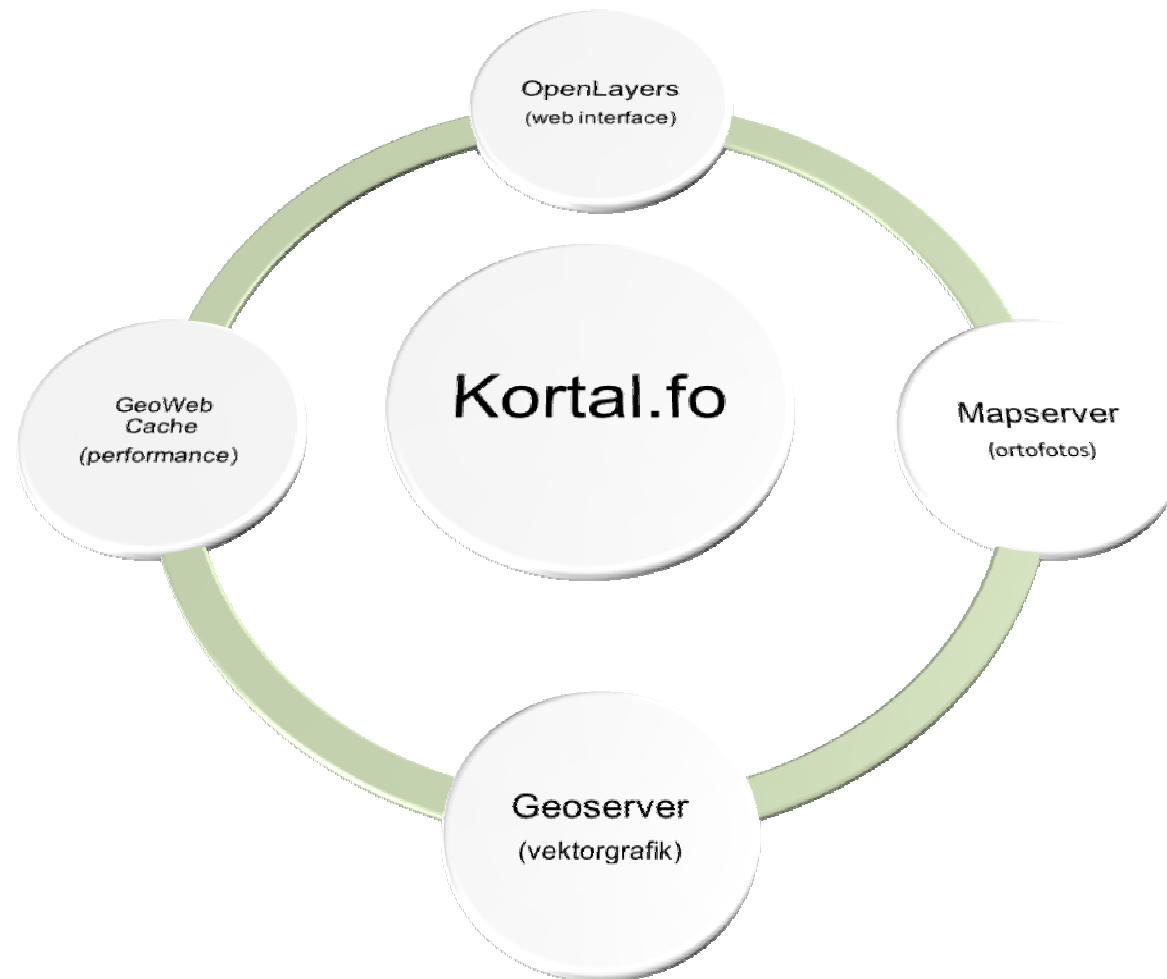 OpenLayers
(web interface)
GeoWeb
Cache
(performance)
Kortal.fo
Mapserver
(ortofotos)
Geoserver
(vektorgrafik)